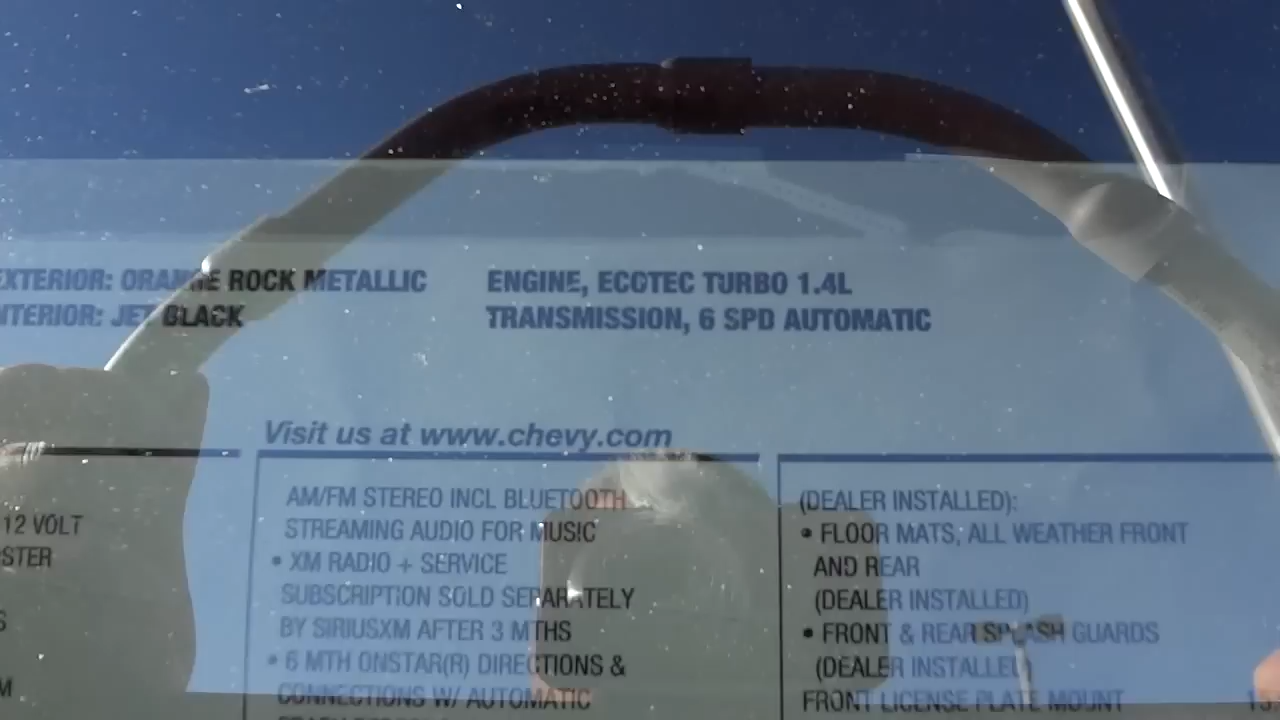 EXTERIOR: ORANGE ROCK METALLIC
INTERIOR: JET BLACK
ENGINE, ECOTEC TURBO 1.4L
TRANSMISSION, 6 SPD AUTOMATIC
Visit us at www.chevy.com
12 VOLT
AM/FM STEREO INCL BLUETOOTH
STREAMING AUDIO FOR MUSIC
• XM RADIO + SERVICE
SUBSCRIPTION SOLD SEPARATELY
BY SIRIUSXM AFTER 3 MTHS
• 6 MTH ONSTAR(R) DIRECTIONS &
CONNECTIONS W/ AUTOMATIC
(DEALER INSTALLED):
• FLOOR MATS, ALL WEATHER FRONT
AND REAR
(DEALER INSTALLED)
• FRONT & REAR SPLASH GUARDS
(DEALER INSTALLED)
FRONT LICENSE PLATE MOUNT